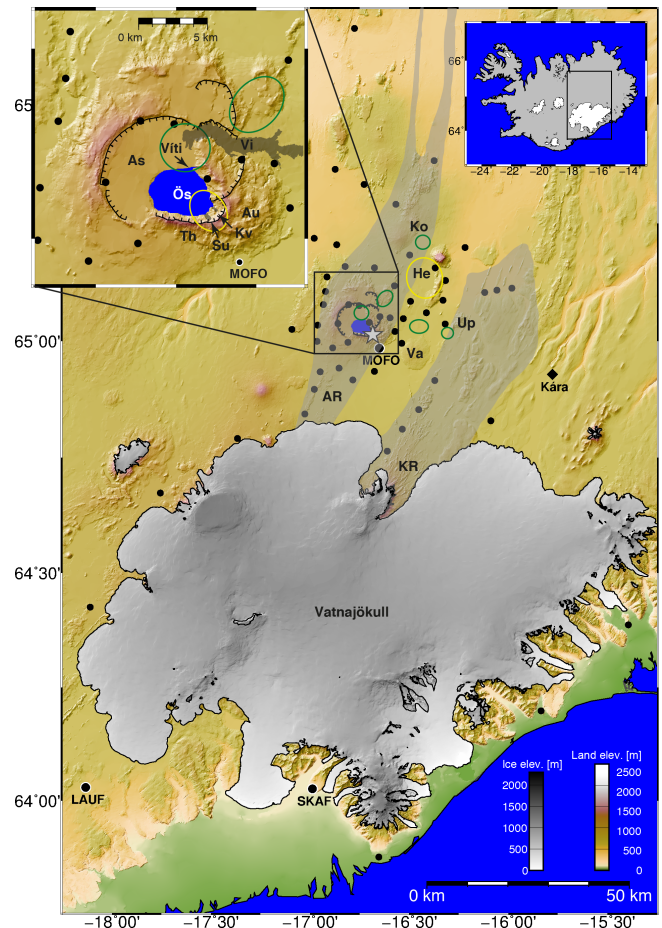 0 km
5 km
65
Víti
Vi
As
Ös
Au
Kv
Th
Su
MOFO
66˚
64˚
−24
−22
−20
−18
−16
−14
Ko
He
Up
Va
MOFO
AR
KR
Kára
65˚00'
64˚30'
64˚00'
Vatnajökull
LAUF
SKAF
Ice elev. [m]
2000
1500
1000
500
0
Land elev. [m]
2500
2000
1500
1000
500
0
0 km
50 km
−18˚00'
−17˚30'
−17˚00'
−16˚30'
−16˚00'
−15˚30'